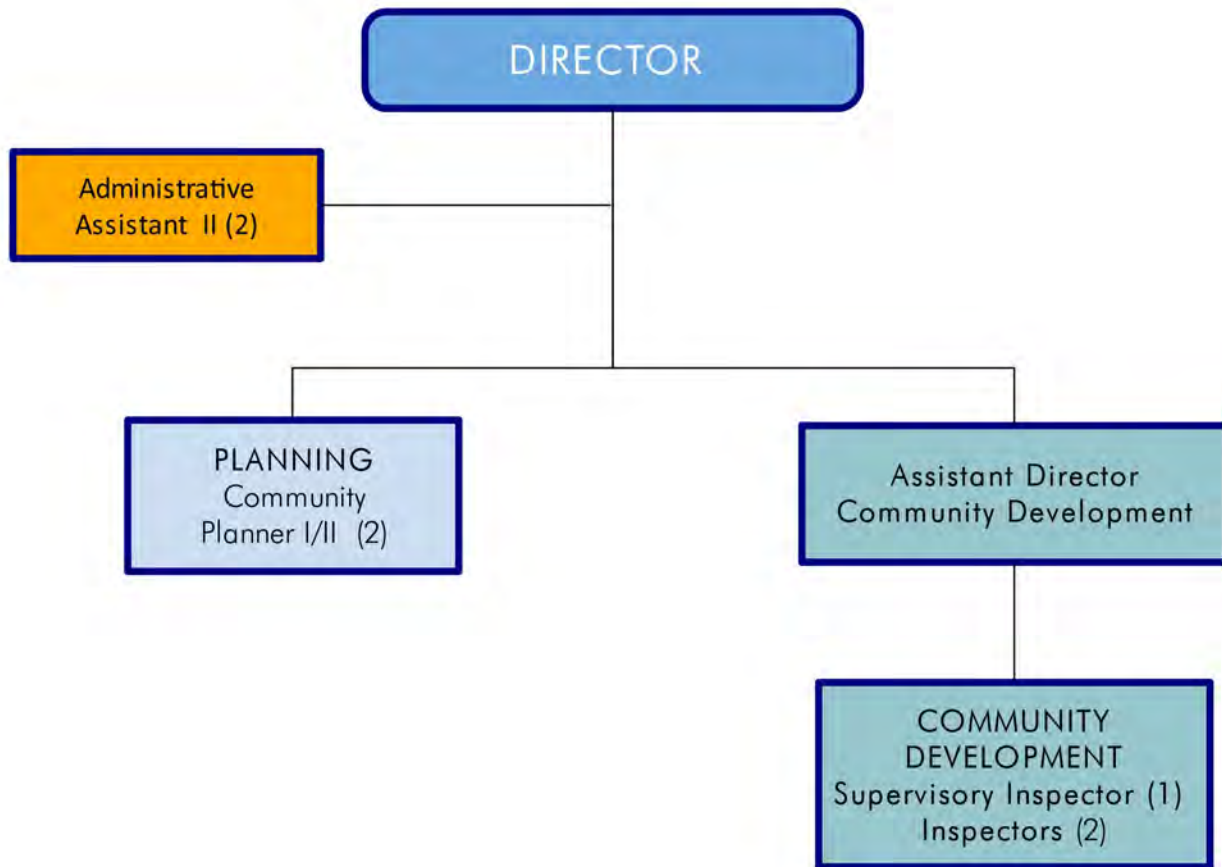 DIRECTOR
Administrative
Assistant II (2)
PLANNING
Community
Planner I/II (2)
Assistant Director
Community Development
COMMUNITY
DEVELOPMENT
Supervisory Inspector (1)
Inspectors (2)